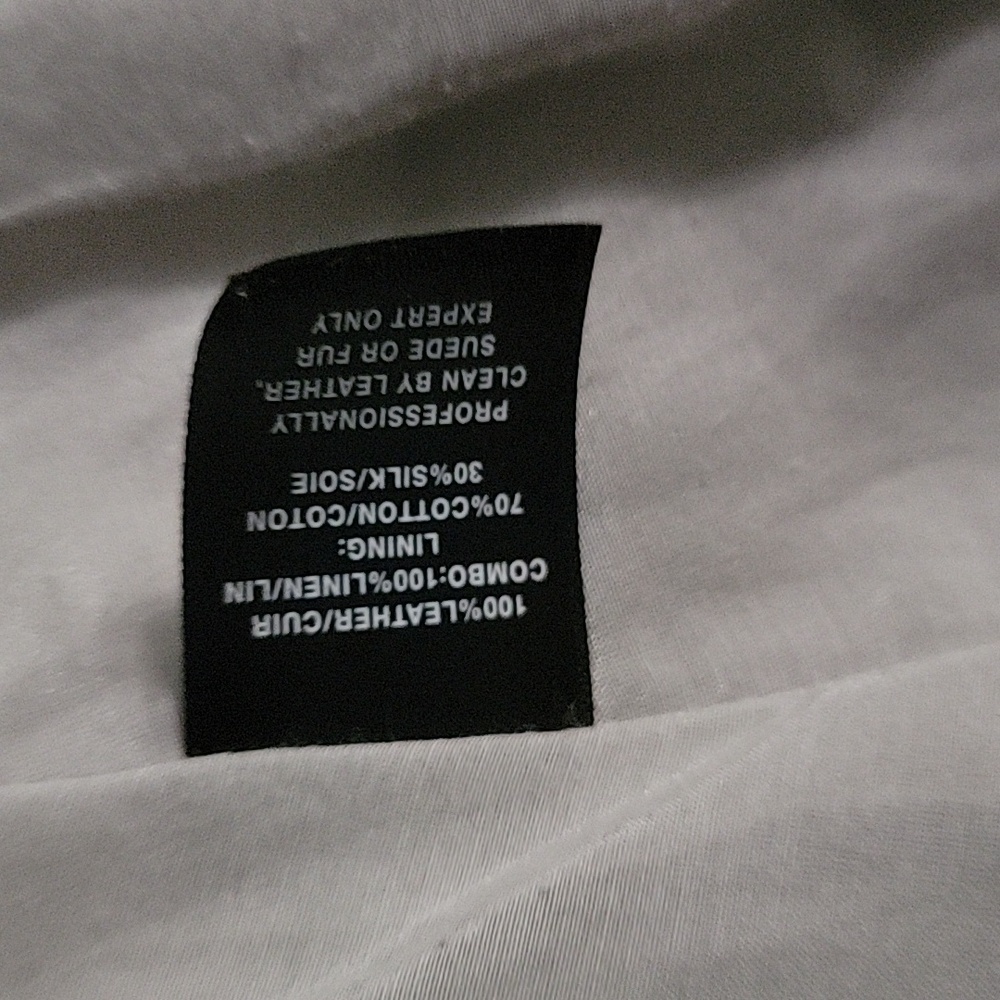 100%LEATHER/CUIR
COMBO:100%LINEN/LIN
LINING:
70%COTTON/COTON
30%SILK/SOIE
PROFESSIONALLY
CLEAN BY LEATHER,
SUEDE OR FUR
EXPERT ONLY